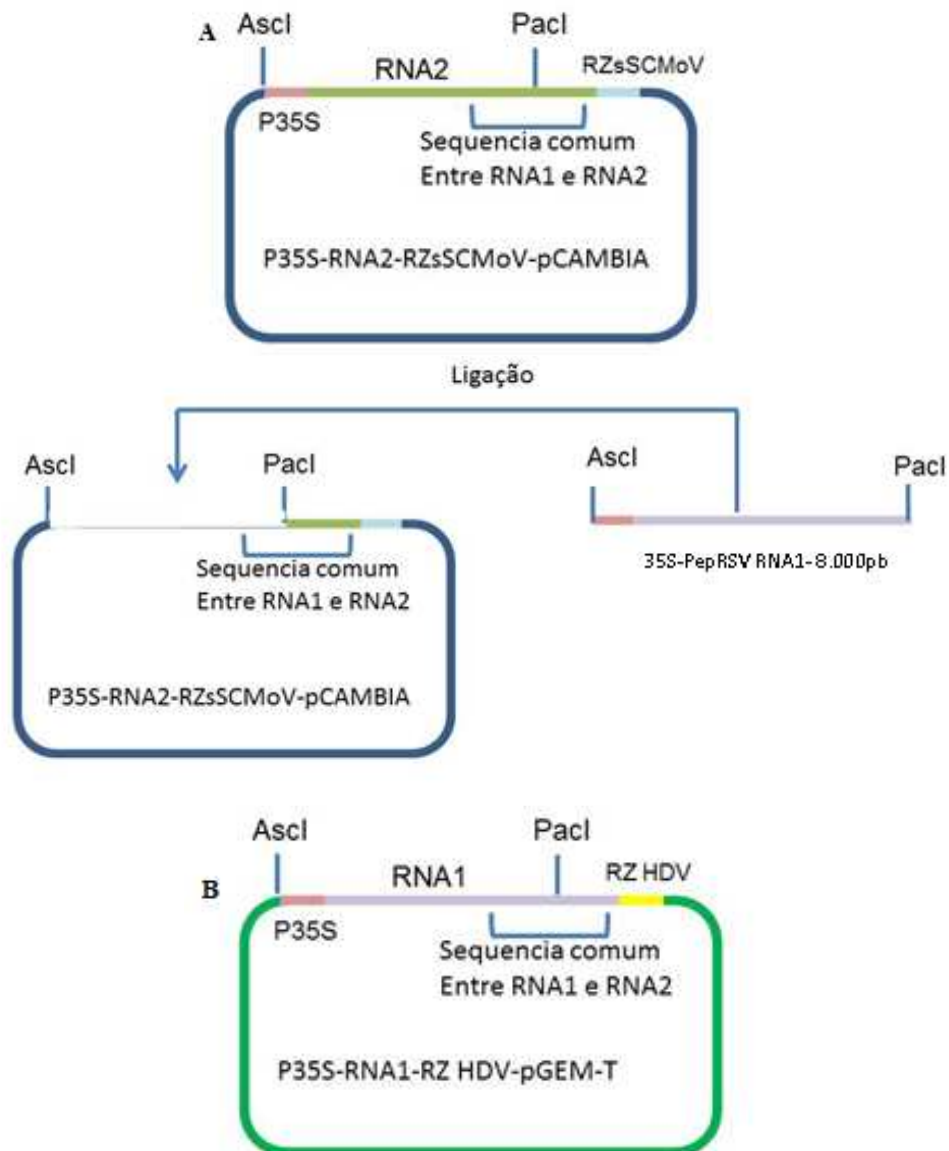 A
AscI
PacI
RNA2
RZsSCMoV
P35S
Sequencia comum
Entre RNA1 e RNA2
P35S-RNA2-RZsSCMoV-pCAMBIA
Ligação
AscI
PacI
Sequencia comum
Entre RNA1 e RNA2
P35S-RNA2-RZsSCMoV-pCAMBIA
AscI
PacI
35S-PepRSV RNA1-8.000pb
B
AscI
PacI
RNA1
RZ HDV
P35S
Sequencia comum
Entre RNA1 e RNA2
P35S-RNA1-RZ HDV-pGEM-T